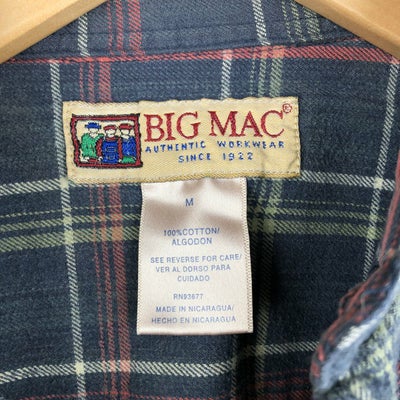 BIG MAC®
AUTHENTIC WORKWEAR
SINCE 1922
M
100%COTTON/
ALGODON
SEE REVERSE FOR CARE/
VER AL DORSO PARA
CUIDADO
RN93677
MADE IN NICARAGUA/
HECHO EN NICARAGUA